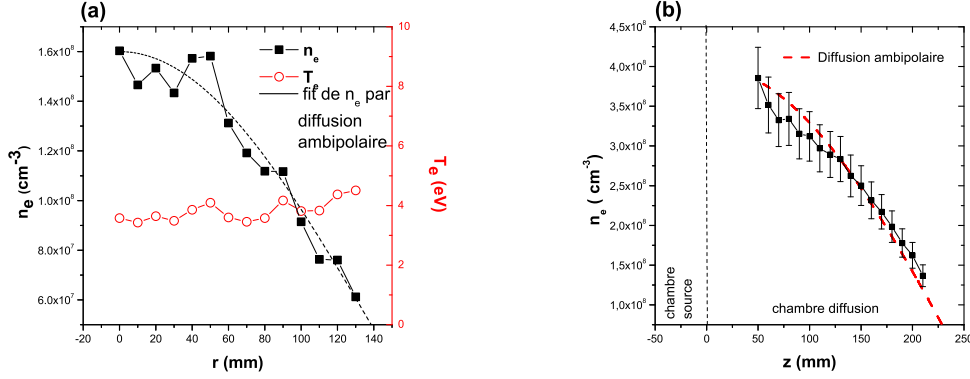 (a)
1.6x10⁸
1.4x10⁸
1.2x10⁸
1.0x10⁸
8.0x10⁷
6.0x10⁷
nₑ (cm⁻³)
nₑ
Tₑ
fit de nₑ par
diffusion
ambipolaire
10
8
6
4
2
0
Tₑ (eV)
0 20 40 60 80 100 120 140
r (mm)
(b)
4,5x10⁸
4,0x10⁸
3,5x10⁸
3,0x10⁸
2,5x10⁸
2,0x10⁸
1,5x10⁸
1,0x10⁸
nₑ ( cm⁻³)
Diffusion ambipolaire
chambre
source
chambre diffusion
-50 0 50 100 150 200 250
z (mm)